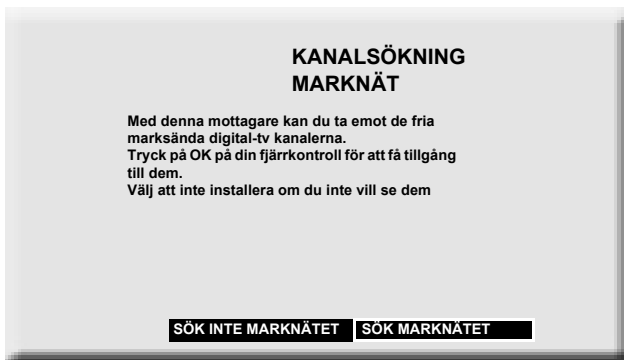 KANALSÖKNING
MARKNÄT
Med denna mottagare kan du ta emot de fria
marksända digital-tv kanalerna.
Tryck på OK på din fjärrkontroll för att få tillgång
till dem.
Välj att inte installera om du inte vill se dem
SÖK INTE MARKNÄTET SÖK MARKNÄTET